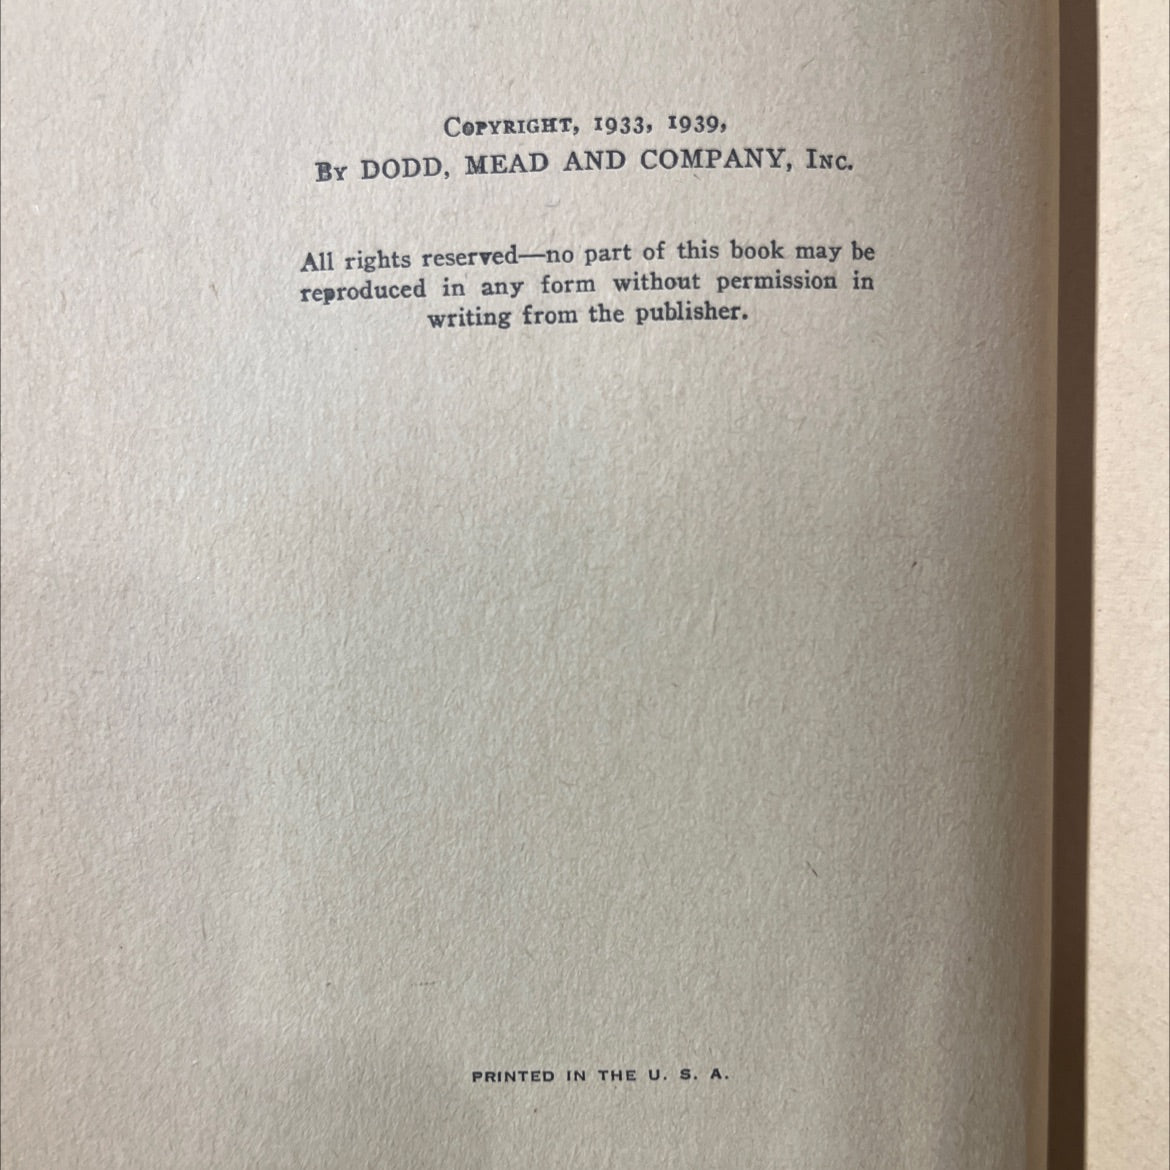 Copyright, 1933, 1939,
By DODD, MEAD AND COMPANY, Inc.
All rights reserved—no part of this book may be
reproduced in any form without permission in
writing from the publisher.
PRINTED IN THE U. S. A.